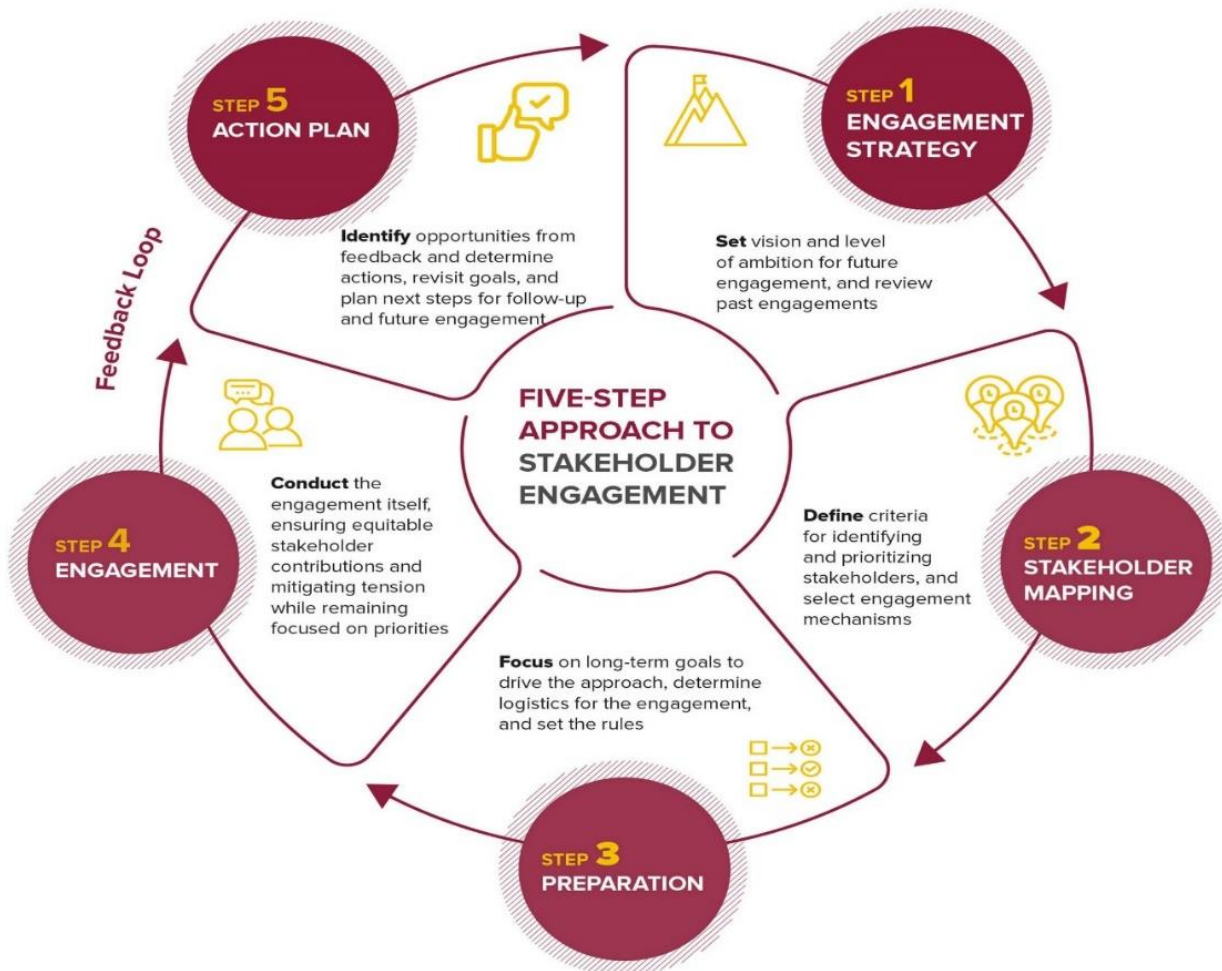 FIVE-STEP
APPROACH TO
STAKEHOLDER
ENGAGEMENT
STEP 1
ENGAGEMENT
STRATEGY
Set vision and level
of ambition for future
engagement, and review
past engagements
STEP 2
STAKEHOLDER
MAPPING
Define criteria
for identifying
and prioritizing
stakeholders, and
select engagement
mechanisms
STEP 3
PREPARATION
Focus on long-term goals to
drive the approach, determine
logistics for the engagement,
and set the rules
STEP 4
ENGAGEMENT
Conduct the
engagement itself,
ensuring equitable
stakeholder
contributions and
mitigating tension
while remaining
focused on priorities
Feedback Loop
STEP 5
ACTION PLAN
Identify opportunities from
feedback and determine
actions, revisit goals, and
plan next steps for follow-up
and future engagement